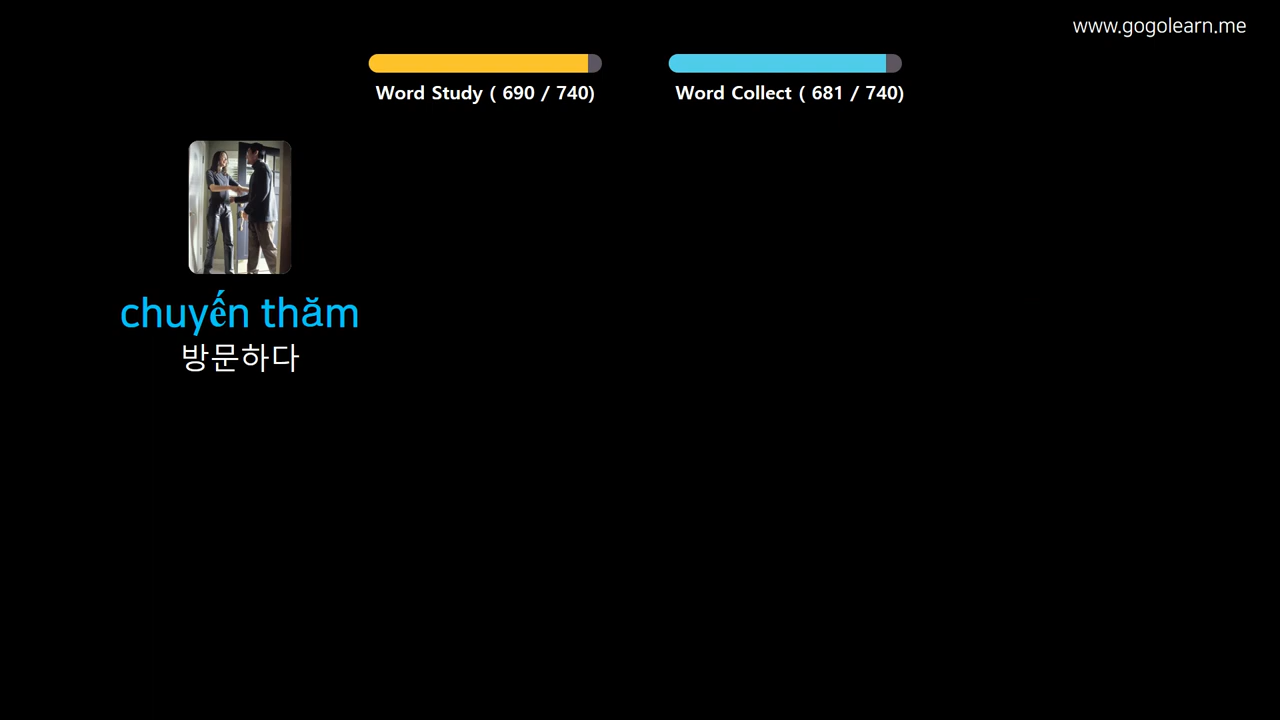 www.gogolearn.me
Word Study ( 690 / 740)
Word Collect ( 681 / 740)
chuyến thăm
방문하다